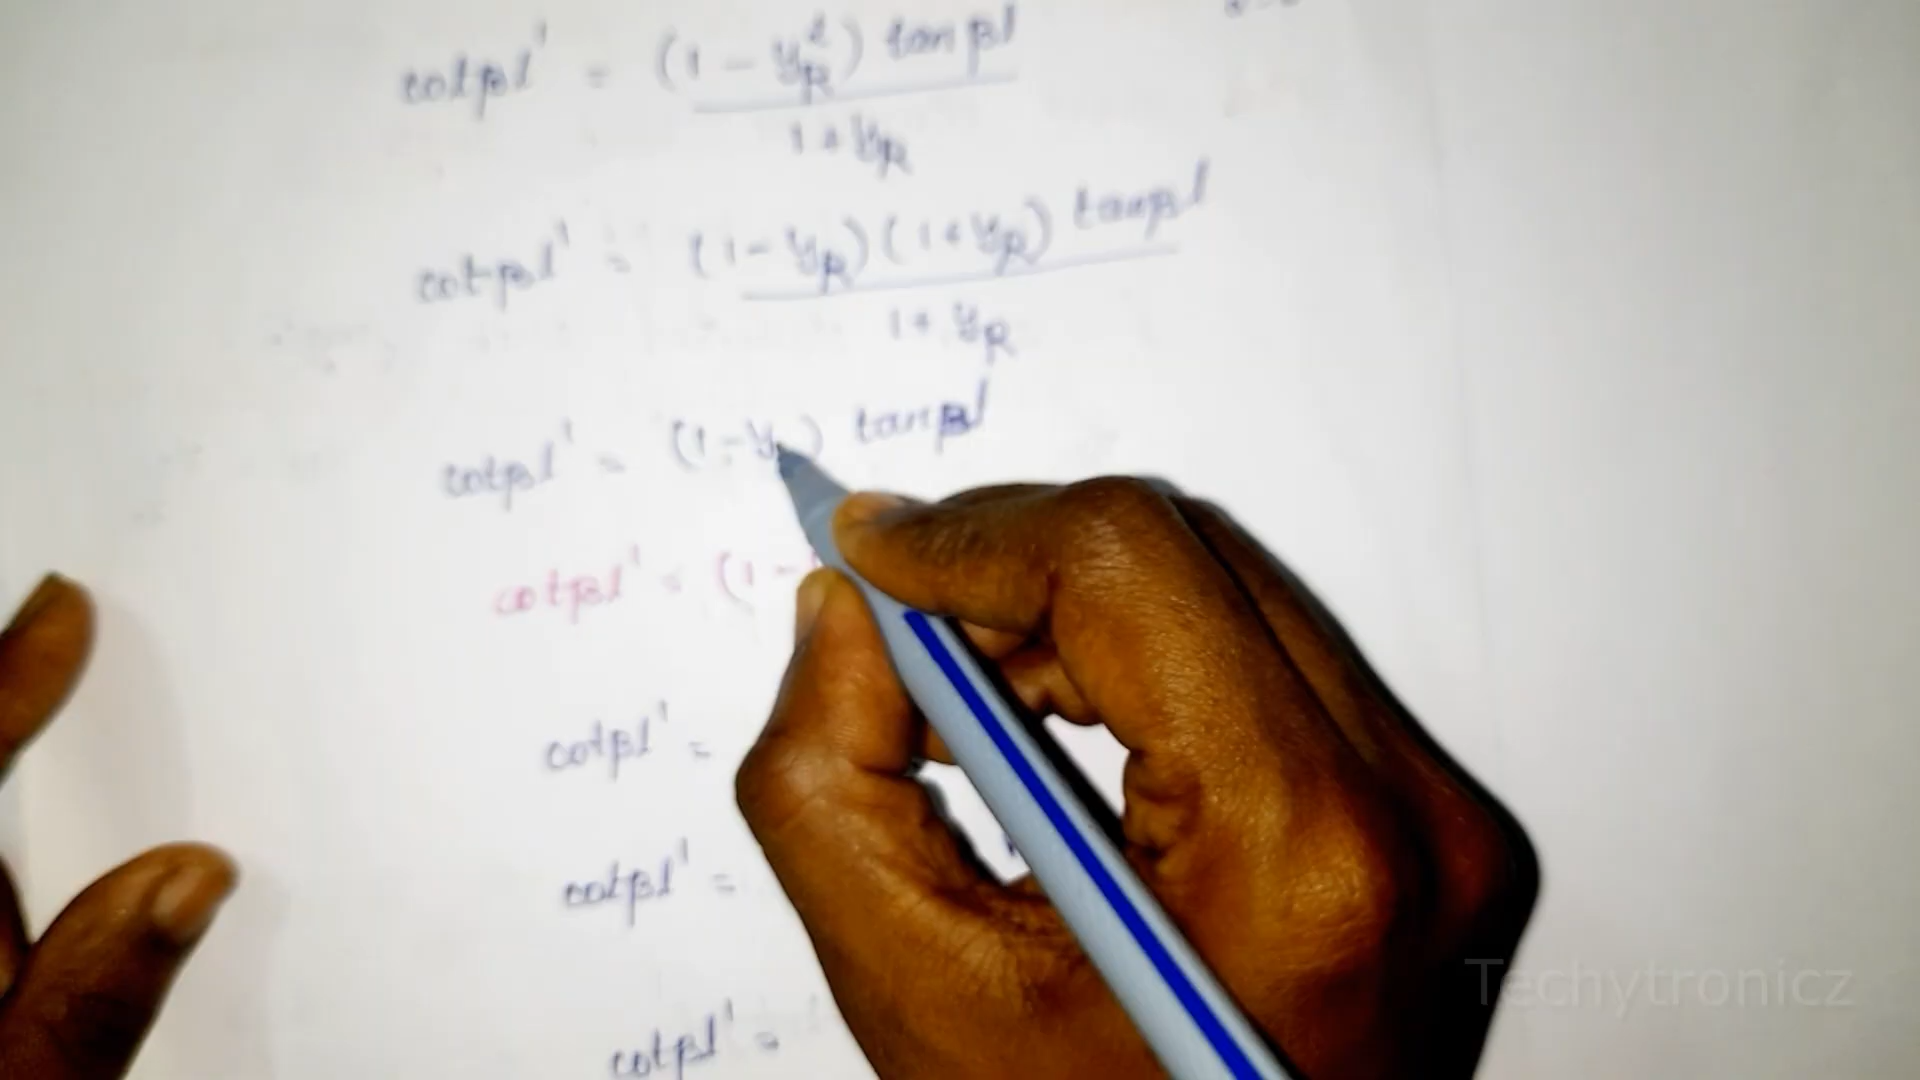 cotβl' = (1 - y_R^2) tanβl
1 + y_R
cotβl' = (1 - y_R)(1 + y_R) tanβl
1 + y_R
cotβl' = (1 - y ) tanβl
cotβl' = (1 -
cotβl' =
cotβl' =
cotβl' =
Techytronicz